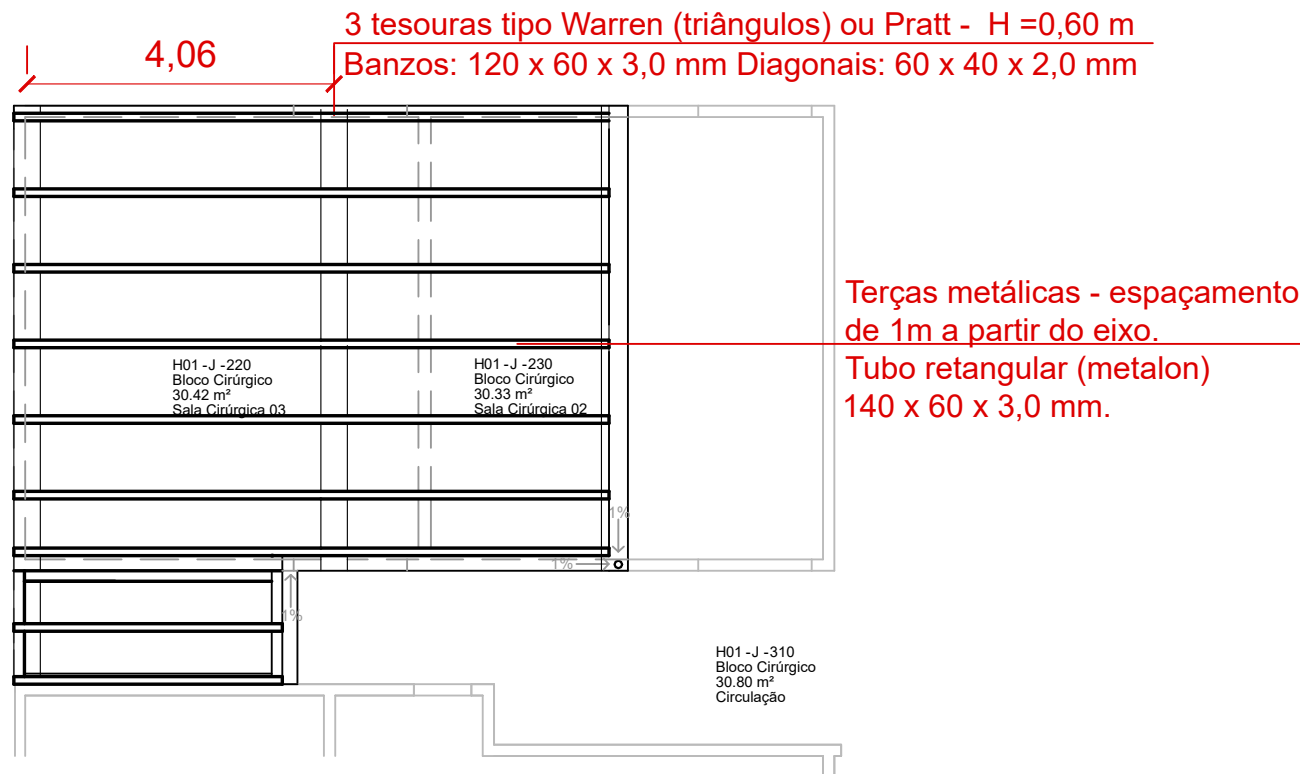 3 tesouras tipo Warren (triângulos) ou Pratt - H =0,60 m
4,06
Banzos: 120 x 60 x 3,0 mm Diagonais: 60 x 40 x 2,0 mm
Terças metálicas - espaçamento
de 1m a partir do eixo.
Tubo retangular (metalon)
140 x 60 x 3,0 mm.
H01 -J -220
Bloco Cirúrgico
30.42 m²
Sala Cirúrgica 03
H01 -J -230
Bloco Cirúrgico
30.33 m²
Sala Cirúrgica 02
1%
1%
1%
H01 -J -310
Bloco Cirúrgico
30.80 m²
Circulação